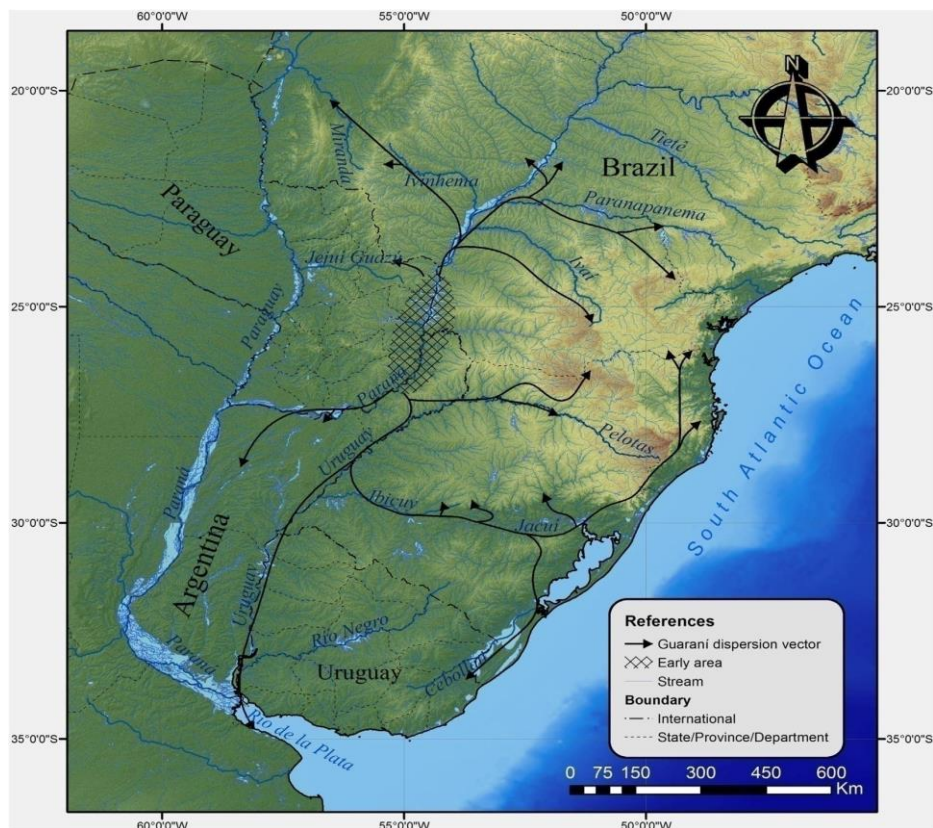 60°0'0"W
55°0'0"W
50°0'0"W
N
20°0'0"S
20°0'0"S
Tietê
Miranda
Brazil
Ivinhema
Paraguay
Paranapanema
Jejuí Guazú
Ivaí
25°0'0"S
25°0'0"S
Paraguay
South Atlantic Ocean
Paraná
Uruguay
Pelotas
Paraná
Ibicuy
Jacuí
30°0'0"S
30°0'0"S
Argentina
Uruguay
Río Negro
Paraná
Uruguay
Cebollatí
Río de la Plata
References
Guaraní dispersion vector
Early area
Stream
Boundary
International
State/Province/Department
35°0'0"S
35°0'0"S
0 75 150 300 450 600
Km
60°0'0"W
55°0'0"W
50°0'0"W